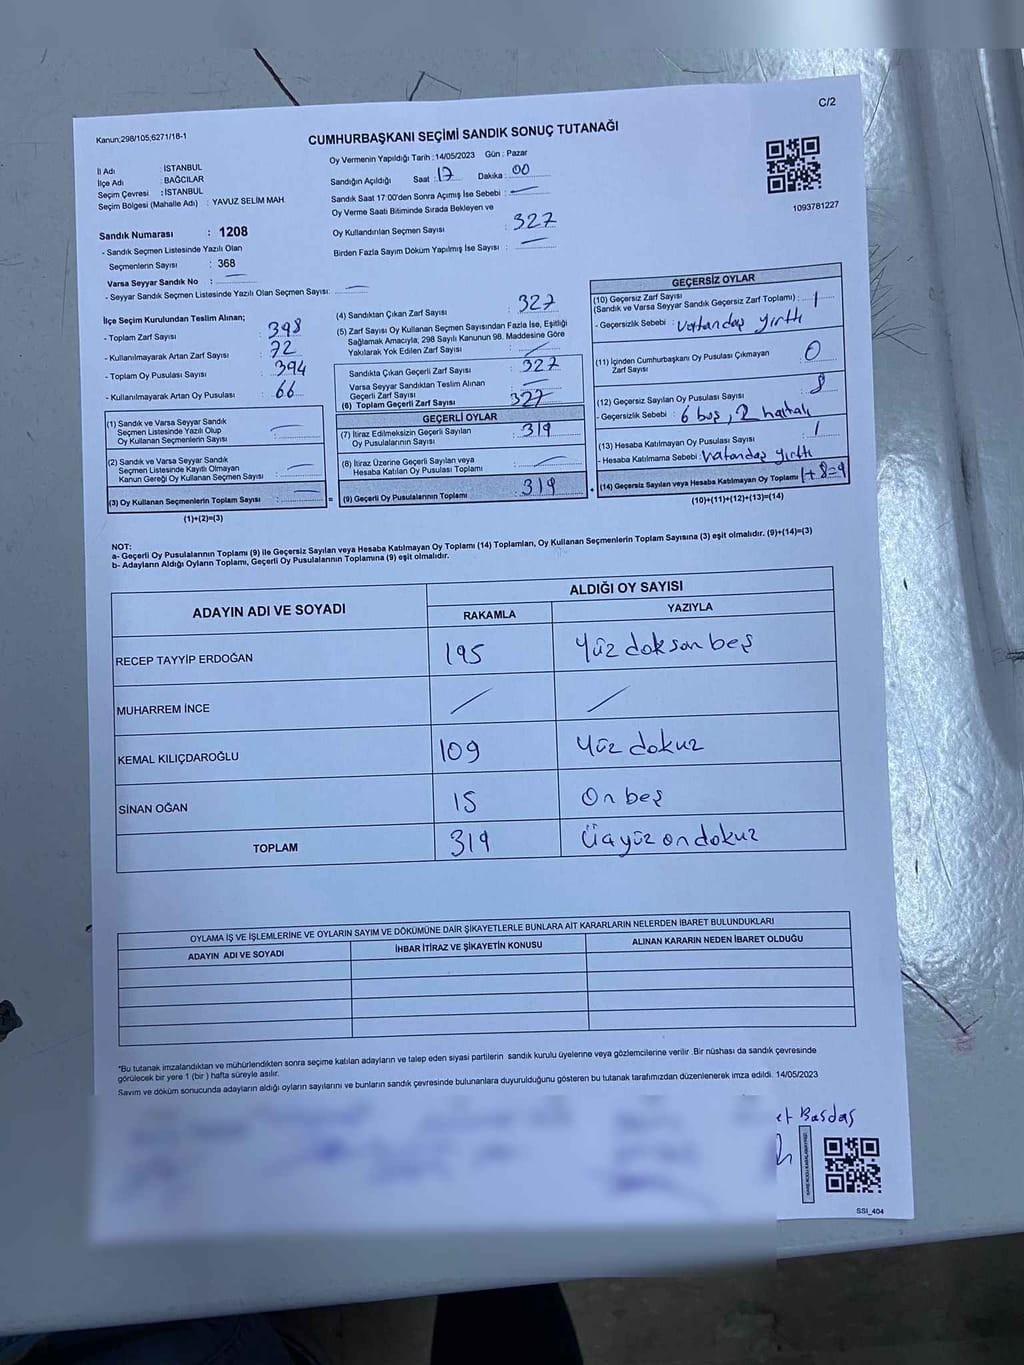 C/2
Kanun:298/105,6271/18-1
CUMHURBAŞKANI SEÇİMİ SANDIK SONUÇ TUTANAĞI
İl Adı : İSTANBUL
İlçe Adı : BAĞCILAR
Seçim Çevresi : İSTANBUL
Seçim Bölgesi (Mahalle Adı) : YAVUZ SELİM MAH
Oy Vermenin Yapıldığı Tarih :14/05/2023 Gün : Pazar
Sandığın Açıldığı Saat : 17 Dakika : 00
Sandık Saat 17:00'den Sonra Açılmış İse Sebebi : —
Oy Verme Saati Bitiminde Sırada Bekleyen ve
Oy Kullandırılan Seçmen Sayısı : 327
Birden Fazla Sayım Döküm Yapılmış İse Sayısı : —
1093781227
Sandık Numarası : 1208
- Sandık Seçmen Listesinde Yazılı Olan
Seçmenlerin Sayısı : 368
Varsa Seyyar Sandık No : —
- Seyyar Sandık Seçmen Listesinde Yazılı Olan Seçmen Sayısı: —
İlçe Seçim Kurulundan Teslim Alınan;
- Toplam Zarf Sayısı : 398
- Kullanılmayarak Artan Zarf Sayısı : 72
- Toplam Oy Pusulası Sayısı : 394
- Kullanılmayarak Artan Oy Pusulası : 66
(1) Sandık ve Varsa Seyyar Sandık
Seçmen Listesinde Yazılı Olup
Oy Kullanan Seçmenlerin Sayısı : —
(2) Sandık ve Varsa Seyyar Sandık
Seçmen Listesinde Kayıtlı Olmayan
Kanun Gereği Oy Kullanan Seçmen Sayısı : —
(3) Oy Kullanan Seçmenlerin Toplam Sayısı : —
(1)+(2)=(3)
(4) Sandıktan Çıkan Zarf Sayısı : 327
(5) Zarf Sayısı Oy Kullanan Seçmen Sayısından Fazla İse, Eşitliği
Sağlamak Amacıyla; 298 Sayılı Kanunun 98. Maddesine Göre
Yakılarak Yok Edilen Zarf Sayısı : —
Sandıkta Çıkan Geçerli Zarf Sayısı : 327
Varsa Seyyar Sandıktan Teslim Alınan
Geçerli Zarf Sayısı : —
(6) Toplam Geçerli Zarf Sayısı : 327
GEÇERLİ OYLAR
(7) İtiraz Edilmeksizin Geçerli Sayılan
Oy Pusulalarının Sayısı : 319
(8) İtiraz Üzerine Geçerli Sayılan veya
Hesaba Katılan Oy Pusulası Toplamı : —
(9) Geçerli Oy Pusulalarının Toplamı : 319
GEÇERSİZ OYLAR
(10) Geçersiz Zarf Sayısı
(Sandık ve Varsa Seyyar Sandık Geçersiz Zarf Toplamı) : 1
- Geçersizlik Sebebi : vatandaş yırttı
(11) İçinden Cumhurbaşkanı Oy Pusulası Çıkmayan
Zarf Sayısı : 0
(12) Geçersiz Sayılan Oy Pusulası Sayısı : 8
- Geçersizlik Sebebi : 6 boş, 2 hatalı
(13) Hesaba Katılmayan Oy Pusulası Sayısı : 1
- Hesaba Katılmama Sebebi : vatandaş yırttı
(14) Geçersiz Sayılan veya Hesaba Katılmayan Oy Toplamı 1+8=9
(10)+(11)+(12)+(13)=(14)
NOT:
a- Geçerli Oy Pusulalarının Toplamı (9) ile Geçersiz Sayılan veya Hesaba Katılmayan Oy Toplamı (14) Toplamları, Oy Kullanan Seçmenlerin Toplam Sayısına (3) eşit olmalıdır. (9)+(14)=(3)
b- Adayların Aldığı Oyların Toplamı, Geçerli Oy Pusulalarının Toplamına (9) eşit olmalıdır.
ADAYIN ADI VE SOYADI
ALDIĞI OY SAYISI
RAKAMLA YAZIYLA
RECEP TAYYİP ERDOĞAN 195 Yüz doksan beş
MUHARREM İNCE / /
KEMAL KILIÇDAROĞLU 109 Yüz dokuz
SİNAN OĞAN 15 On beş
TOPLAM 319 Üçyüz on dokuz
OYLAMA İŞ VE İŞLEMLERİNE VE OYLARIN SAYIM VE DÖKÜMÜNE DAİR ŞİKAYETLERLE BUNLARA AİT KARARLARIN NELERDEN İBARET BULUNDUKLARI
ADAYIN ADI VE SOYADI İHBAR İTİRAZ VE ŞİKAYETİN KONUSU ALINAN KARARIN NEDEN İBARET OLDUĞU
*Bu tutanak imzalandıktan ve mühürlendikten sonra seçime katılan adayların ve talep eden siyasi partilerin sandık kurulu üyelerine veya gözlemcilerine verilir .Bir nüshası da sandık çevresinde
görülecek bir yere 1 (bir ) hafta süreyle asılır.
Sayım ve döküm sonucunda adayların aldığı oyların sayılarını ve bunların sandık çevresinde bulunanlara duyurulduğunu gösteren bu tutanak tarafımızdan düzenlenerek imza edildi. 14/05/2023
et Basdaş
SSI_404